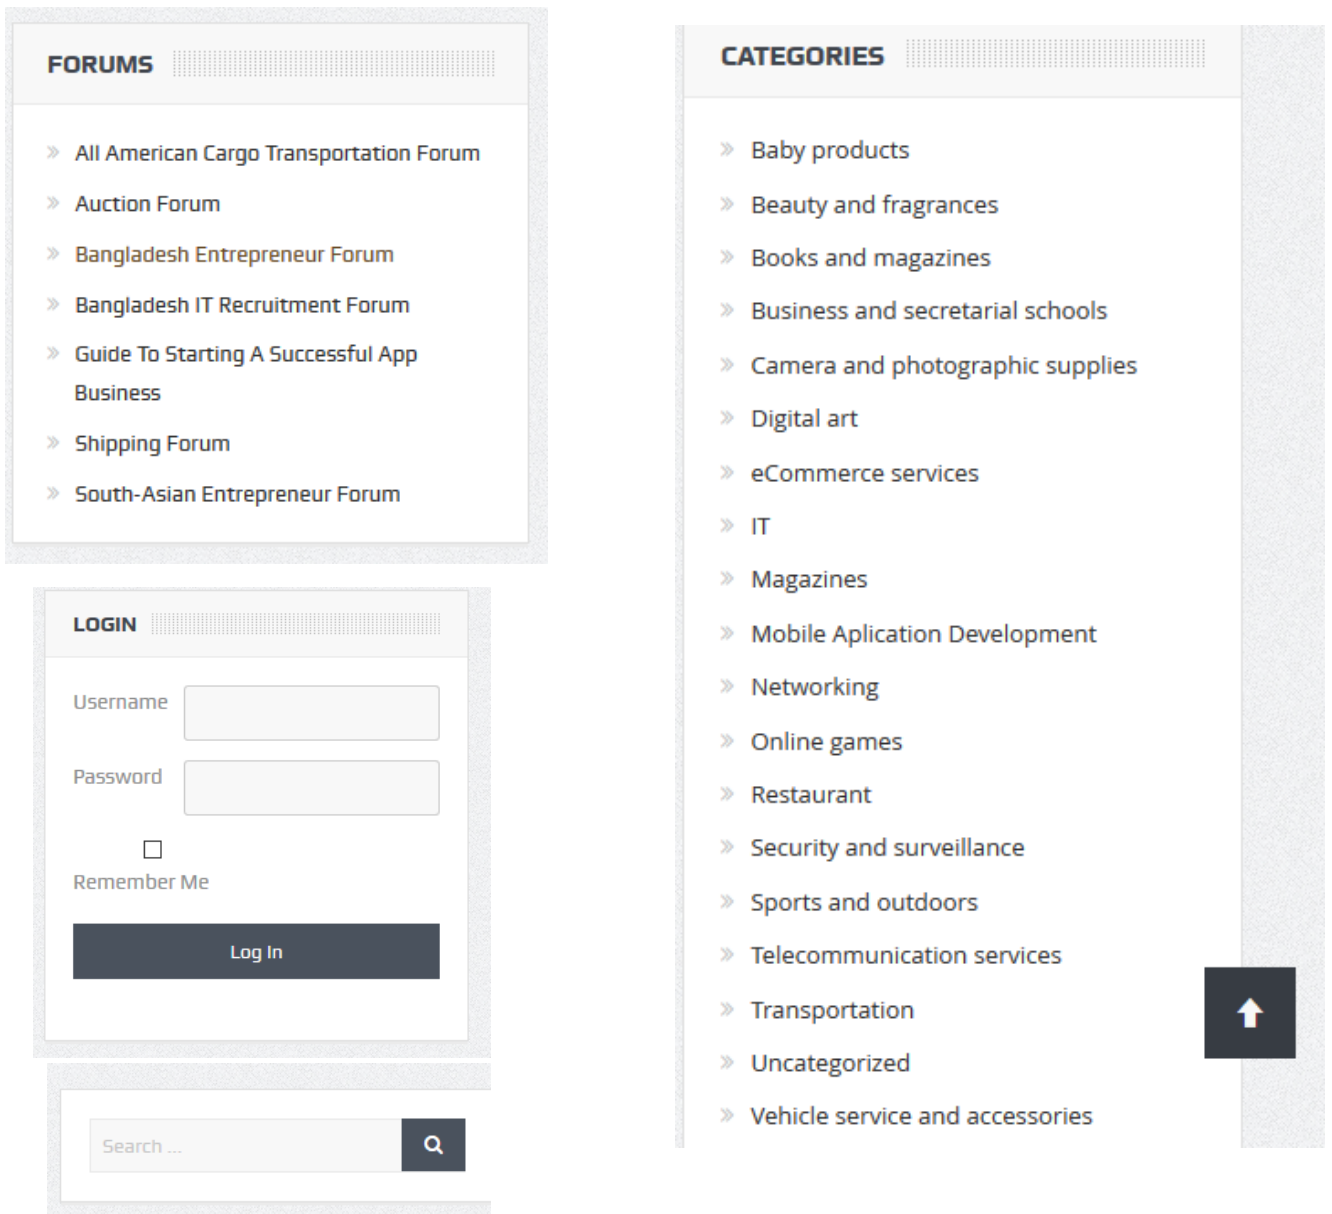 FORUMS
All American Cargo Transportation Forum
Auction Forum
Bangladesh Entrepreneur Forum
Bangladesh IT Recruitment Forum
Guide To Starting A Successful App
Business
Shipping Forum
South-Asian Entrepreneur Forum
LOGIN
Username
Password
Remember Me
Log In
Search ...
CATEGORIES
Baby products
Beauty and fragrances
Books and magazines
Business and secretarial schools
Camera and photographic supplies
Digital art
eCommerce services
IT
Magazines
Mobile Aplication Development
Networking
Online games
Restaurant
Security and surveillance
Sports and outdoors
Telecommunication services
Transportation
Uncategorized
Vehicle service and accessories